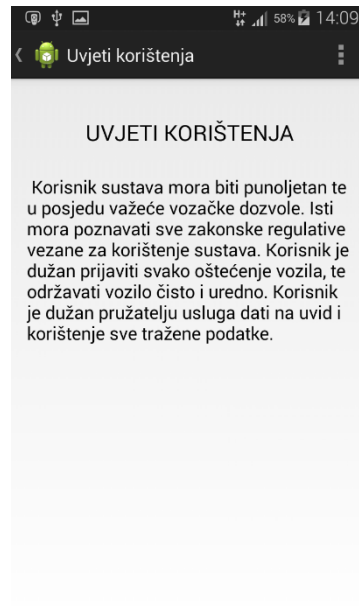 H+ 58% 14:09
Uvjeti korištenja
UVJETI KORIŠTENJA
Korisnik sustava mora biti punoljetan te
u posjedu važeće vozačke dozvole. Isti
mora poznavati sve zakonske regulative
vezane za korištenje sustava. Korisnik je
dužan prijaviti svako oštećenje vozila, te
održavati vozilo čisto i uredno. Korisnik
je dužan pružatelju usluga dati na uvid i
korištenje sve tražene podatke.